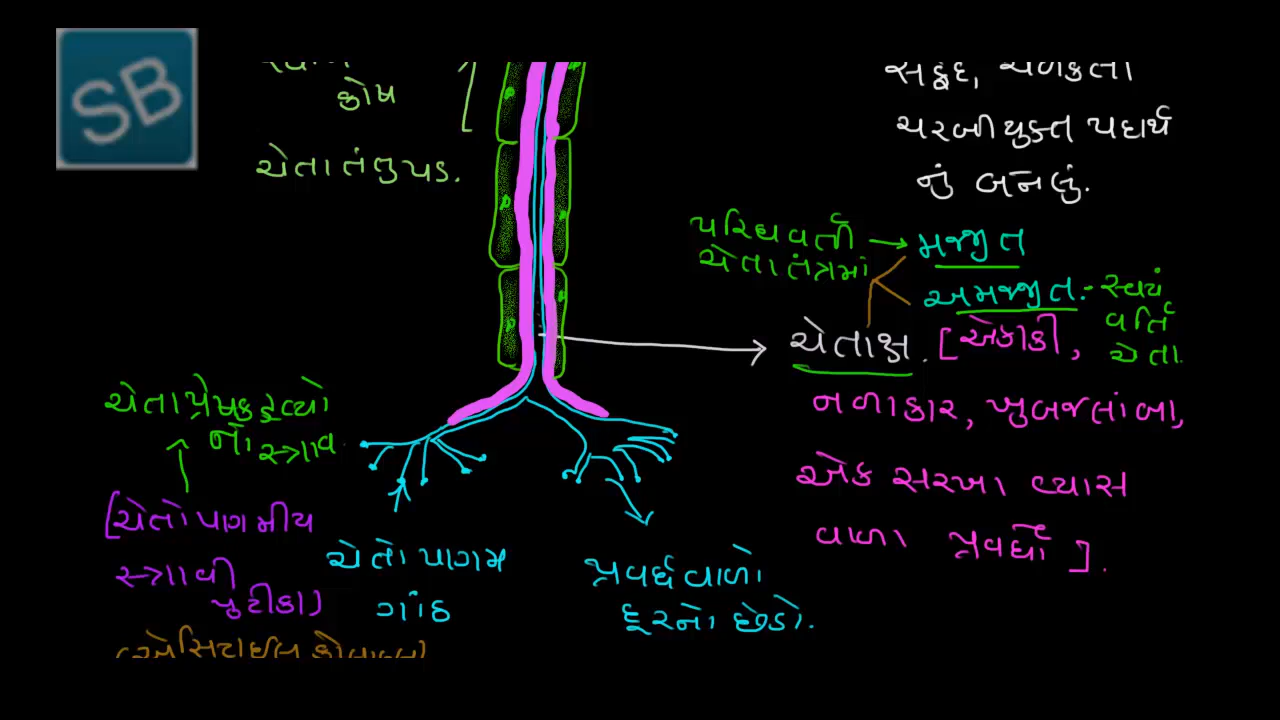 SB
કોષ
ચેતાતંતુપડ.
સફેદ, ચળકતા
ચરબીયુક્ત પદાર્થ
નું બનેલું.
પરિઘવર્તી → મજ્જીત
ચેતાતંત્રમાં
અમજ્જીત. - સ્વયં
વર્તિ
ચેતા.
ચેતાક્ષ. [એકાકી,
નળાકાર, ખુબજ લાંબા,
એક સરખા વ્યાસ
વાળા પ્રવર્ધો].
ચેતાપ્રેષક દ્રવ્યો
નો સ્ત્રાવ.
[ચેતોપાગમીય
સ્ત્રાવી
પુટીકા]
ચેતોપાગમ
ગાંઠ
પ્રવર્ધવાળો
દૂરનો છેડો.